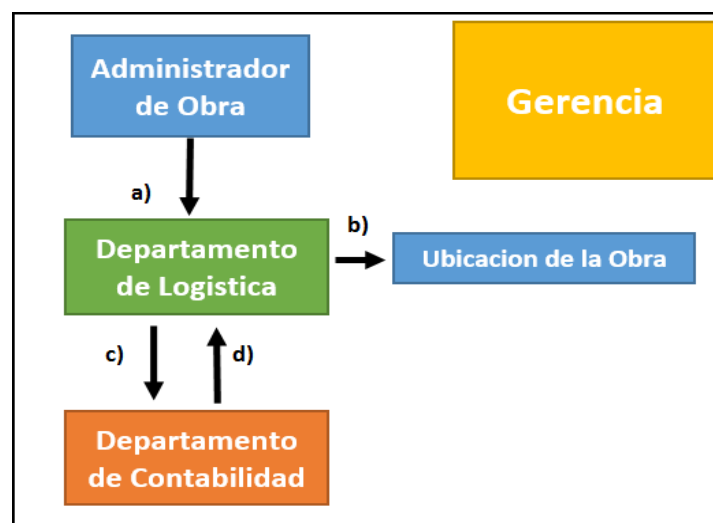 Administrador
de Obra
Gerencia
a)
Departamento
de Logistica
b)
Ubicacion de la Obra
c)
d)
Departamento
de Contabilidad